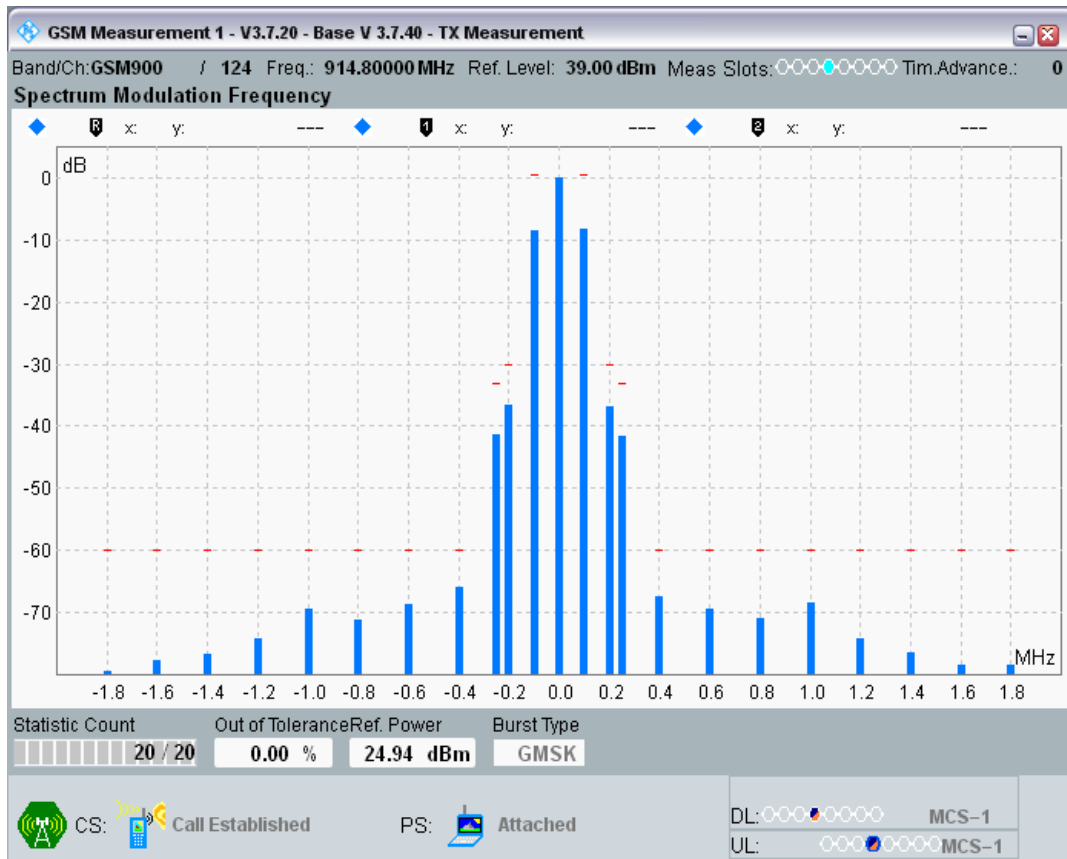 GSM Measurement 1 - V3.7.20 - Base V 3.7.40 - TX Measurement
Band/Ch:GSM900 / 124 Freq.: 914.80000 MHz Ref. Level: 39.00 dBm Meas Slots: Tim.Advance.: 0
Spectrum Modulation Frequency
R x: y: --- 1 x: y: --- 2 x: y: ---
dB
0
-10
-20
-30
-40
-50
-60
-70
MHz
-1.8 -1.6 -1.4 -1.2 -1.0 -0.8 -0.6 -0.4 -0.2 0.0 0.2 0.4 0.6 0.8 1.0 1.2 1.4 1.6 1.8
Statistic Count Out of Tolerance Ref. Power Burst Type
20 / 20 0.00 % 24.94 dBm GMSK
CS: Call Established PS: Attached
DL: MCS-1
UL: MCS-1